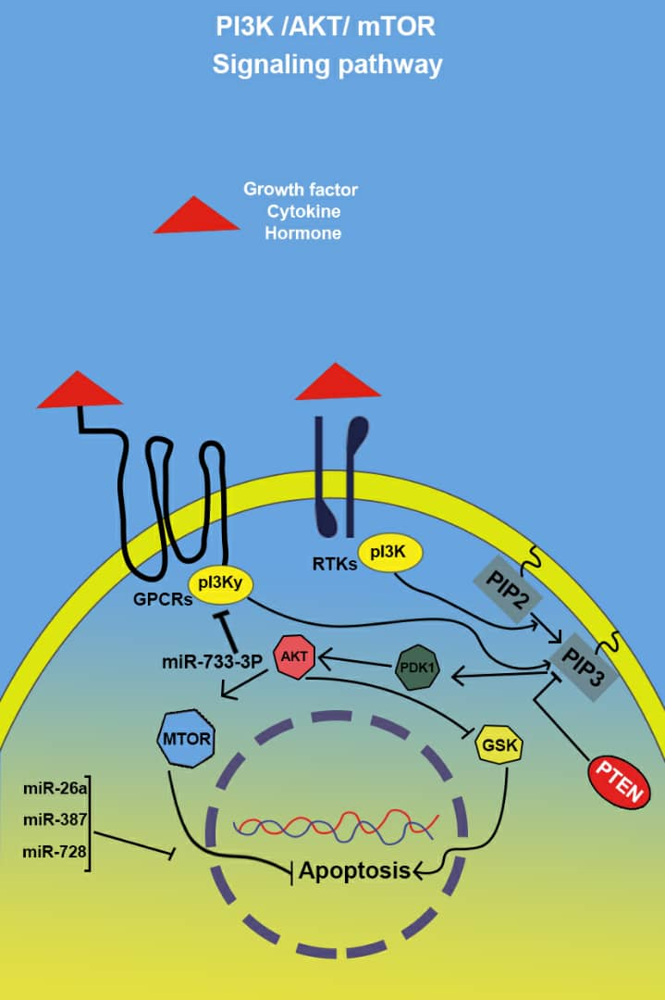 PI3K /AKT/ mTOR
Signaling pathway
Growth factor
Cytokine
Hormone
RTKs
pI3K
GPCRs
pI3Ky
PIP2
PIP3
miR-733-3P
AKT
PDK1
MTOR
GSK
PTEN
miR-26a
miR-387
miR-728
Apoptosis